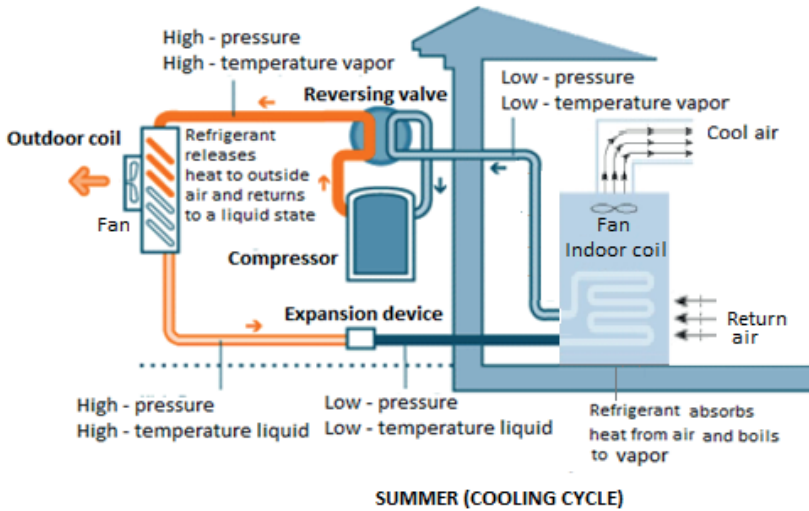 High - pressure
High - temperature vapor
Reversing valve
Low - pressure
Low - temperature vapor
Cool air
Outdoor coil
Refrigerant
releases
heat to outside
air and returns
to a liquid state
Fan
Compressor
Fan
Indoor coil
Expansion device
Return
air
High - pressure
High - temperature liquid
Low - pressure
Low - temperature liquid
Refrigerant absorbs
heat from air and boils
to vapor
SUMMER (COOLING CYCLE)